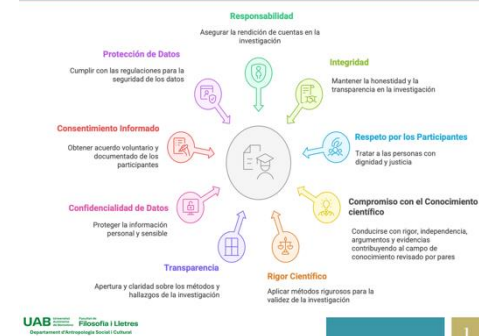 Responsabilidad
Asegurar la rendición de cuentas en la
investigación
Protección de Datos
Cumplir con las regulaciones para la
seguridad de los datos
Integridad
Mantener la honestidad y la
transparencia en la investigación
Consentimiento Informado
Obtener acuerdo voluntario y
documentado de los
participantes
Respeto por los Participantes
Tratar a las personas con
dignidad y justicia
Confidencialidad de Datos
Proteger la información
personal y sensible
Compromiso con el Conocimiento
científico
Conducirse con rigor, independencia,
argumentos y evidencias
contribuyendo al campo de
conocimiento revisado por pares
Transparencia
Apertura y claridad sobre los métodos y
hallazgos de la investigación
Rigor Científico
Aplicar métodos rigurosos para la
validez de la investigación
UAB
Filosofia i Lletres
Departament d'Antropologia Social i Cultural
1